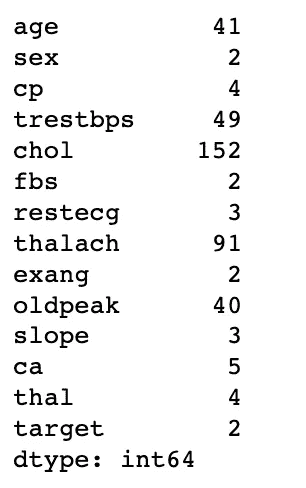 age 41
sex 2
cp 4
trestbps 49
chol 152
fbs 2
restecg 3
thalach 91
exang 2
oldpeak 40
slope 3
ca 5
thal 4
target 2
dtype: int64